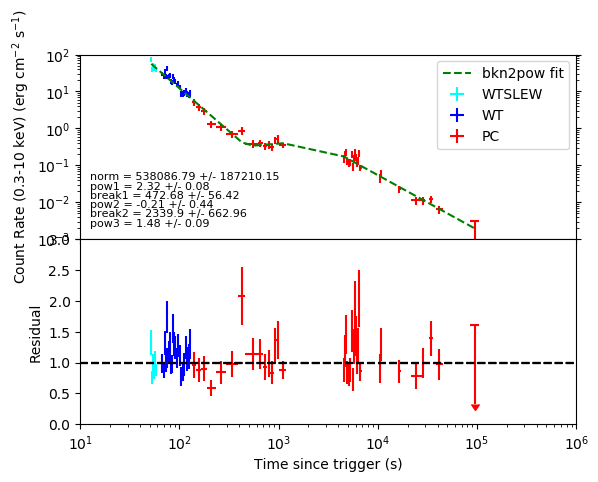 Count Rate (0.3-10 keV) (erg cm⁻² s⁻¹)
10²
10¹
10⁰
10⁻¹
10⁻²
10⁻³
bkn2pow fit
WTSLEW
WT
PC
norm = 538086.79 +/- 187210.15
pow1 = 2.32 +/- 0.08
break1 = 472.68 +/- 56.42
pow2 = -0.21 +/- 0.44
break2 = 2339.9 +/- 662.96
pow3 = 1.48 +/- 0.09
Residual
3.0
2.5
2.0
1.5
1.0
0.5
0.0
10¹ 10² 10³ 10⁴ 10⁵ 10⁶
Time since trigger (s)